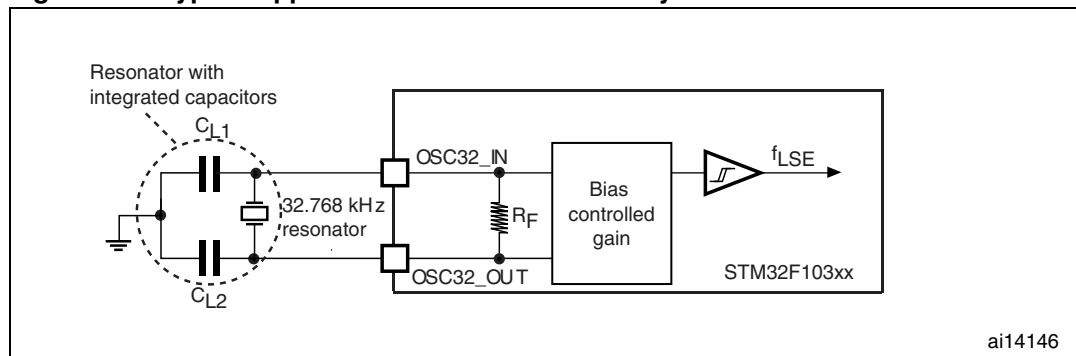 Resonator with
integrated capacitors
CL1
OSC32_IN
fLSE
32.768 kHz
resonator
RF
Bias
controlled
gain
OSC32_OUT
STM32F103xx
CL2
ai14146